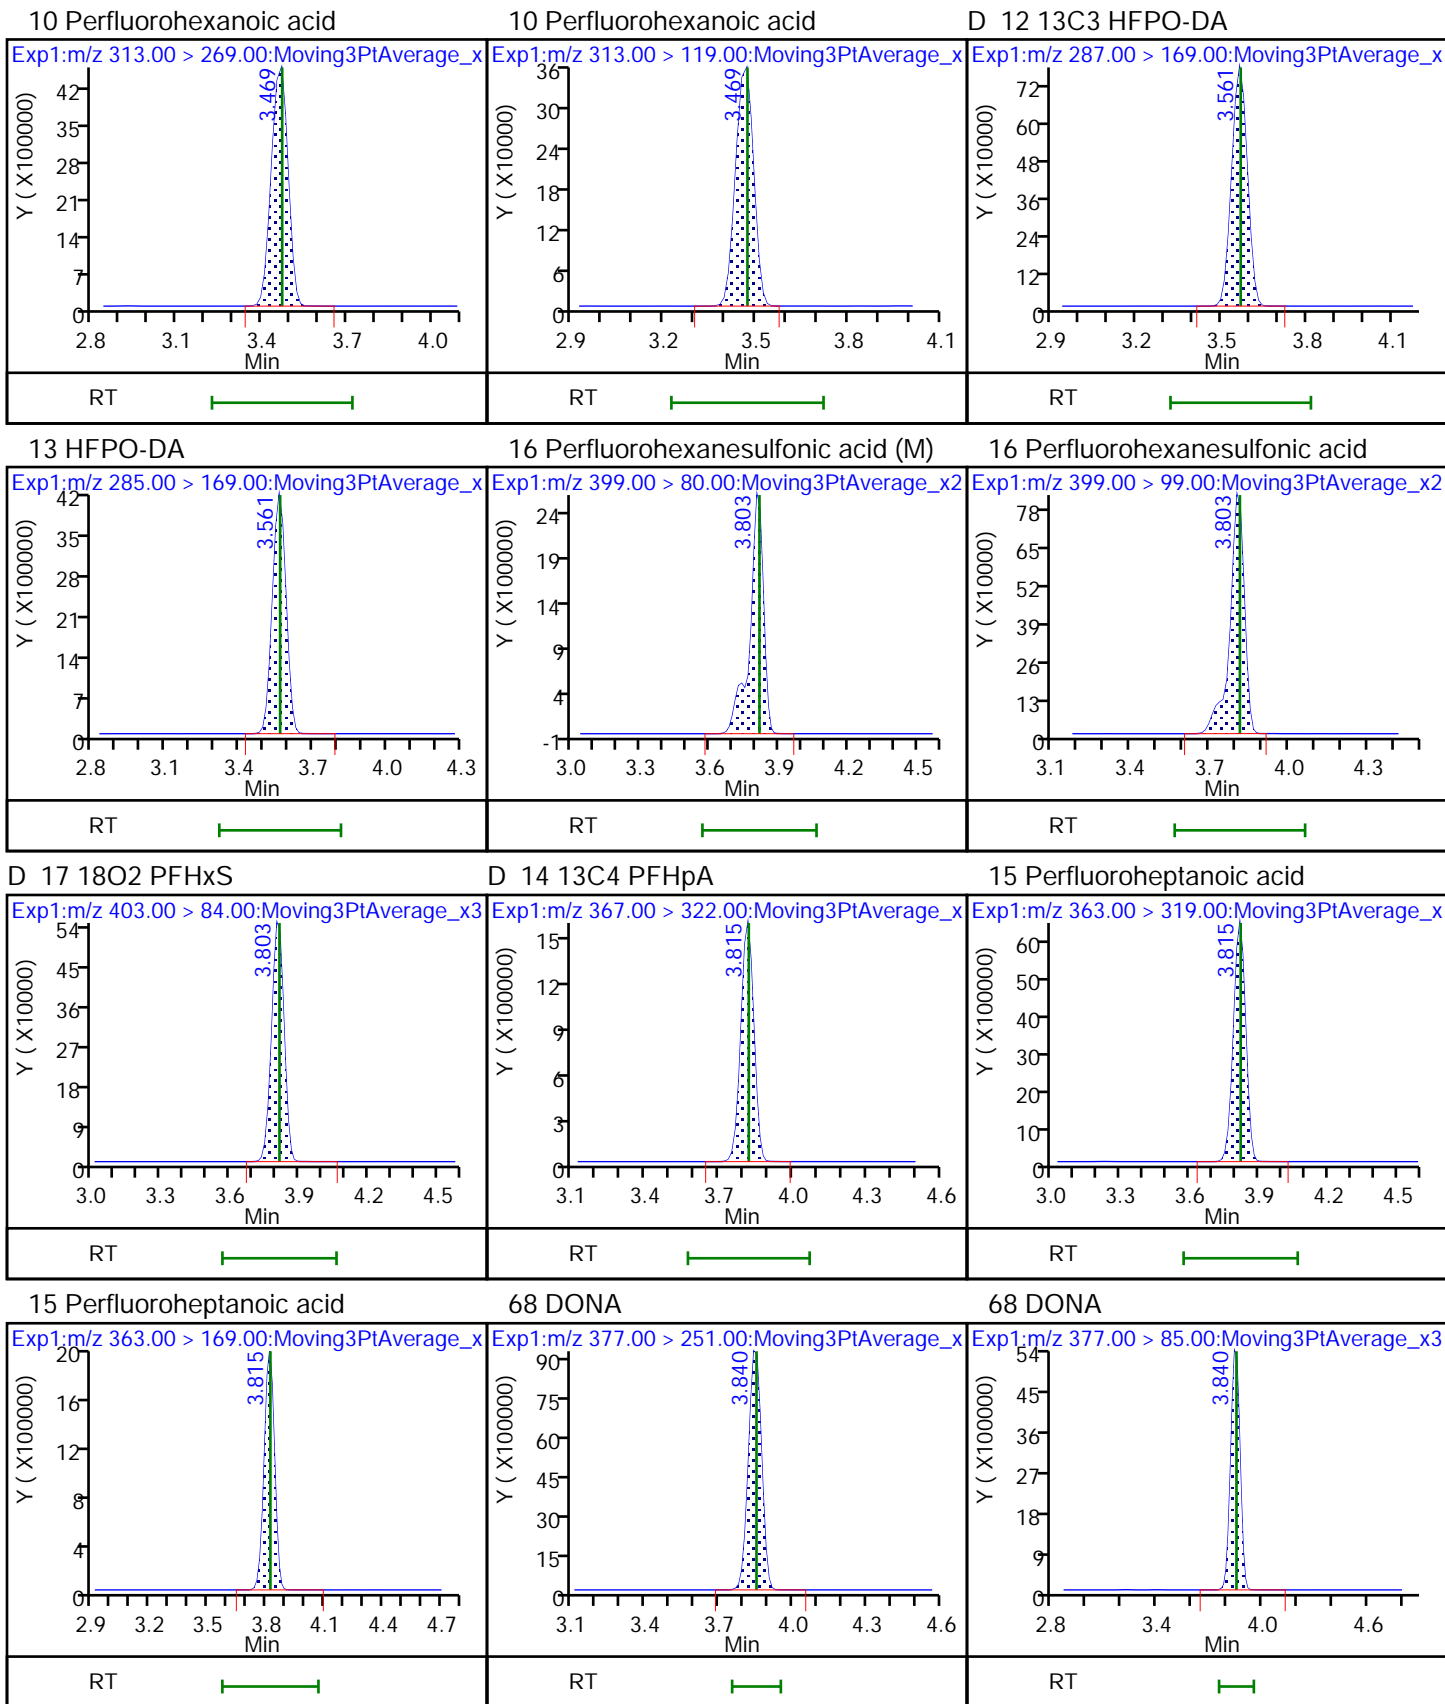 10 Perfluorohexanoic acid
Exp1:m/z 313.00 > 269.00:Moving3PtAverage_x
3.469
Y ( X100000)
42
35
28
21
14
7
0
2.8 3.1 3.4 3.7 4.0
Min
RT
10 Perfluorohexanoic acid
Exp1:m/z 313.00 > 119.00:Moving3PtAverage_x
3.469
Y ( X100000)
36
30
24
18
12
6
0
2.9 3.2 3.5 3.8 4.1
Min
RT
D 12 13C3 HFPO-DA
Exp1:m/z 287.00 > 169.00:Moving3PtAverage_x
3.561
Y ( X100000)
72
60
48
36
24
12
0
2.9 3.2 3.5 3.8 4.1
Min
RT
13 HFPO-DA
Exp1:m/z 285.00 > 169.00:Moving3PtAverage_x
3.561
Y ( X100000)
42
35
28
21
14
7
0
2.8 3.1 3.4 3.7 4.0 4.3
Min
RT
16 Perfluorohexanesulfonic acid (M)
Exp1:m/z 399.00 > 80.00:Moving3PtAverage_x2
3.803
Y ( X100000)
24
19
14
9
4
-1
3.0 3.3 3.6 3.9 4.2 4.5
Min
RT
16 Perfluorohexanesulfonic acid
Exp1:m/z 399.00 > 99.00:Moving3PtAverage_x2
3.803
Y ( X10000)
78
65
52
39
26
13
0
3.1 3.4 3.7 4.0 4.3
Min
RT
D 17 18O2 PFHxS
Exp1:m/z 403.00 > 84.00:Moving3PtAverage_x3
3.803
Y ( X10000)
54
45
36
27
18
9
0
3.0 3.3 3.6 3.9 4.2 4.5
Min
RT
D 14 13C4 PFHpA
Exp1:m/z 367.00 > 322.00:Moving3PtAverage_x
3.815
Y ( X100000)
15
12
9
6
3
0
3.1 3.4 3.7 4.0 4.3 4.6
Min
RT
15 Perfluoroheptanoic acid
Exp1:m/z 363.00 > 319.00:Moving3PtAverage_x
3.815
Y ( X100000)
60
50
40
30
20
10
0
3.0 3.3 3.6 3.9 4.2 4.5
Min
RT
15 Perfluoroheptanoic acid
Exp1:m/z 363.00 > 169.00:Moving3PtAverage_x
3.815
Y ( X100000)
20
16
12
8
4
0
2.9 3.2 3.5 3.8 4.1 4.4 4.7
Min
RT
68 DONA
Exp1:m/z 377.00 > 251.00:Moving3PtAverage_x
3.840
Y ( X100000)
90
75
60
45
30
15
0
3.1 3.4 3.7 4.0 4.3 4.6
Min
RT
68 DONA
Exp1:m/z 377.00 > 85.00:Moving3PtAverage_x3
3.840
Y ( X100000)
54
45
36
27
18
9
0
2.8 3.4 4.0 4.6
Min
RT